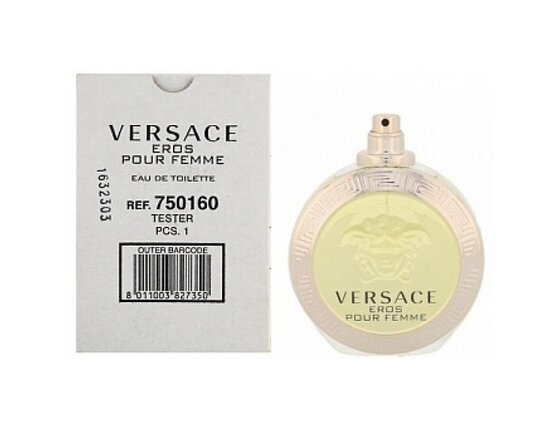 VERSACE
EROS
POUR FEMME
EAU DE TOILETTE
REF. 750160
TESTER
PCS. 1
OUTER BARCODE
8 011003 827350
1632303
VERSACE
EROS
POUR FEMME